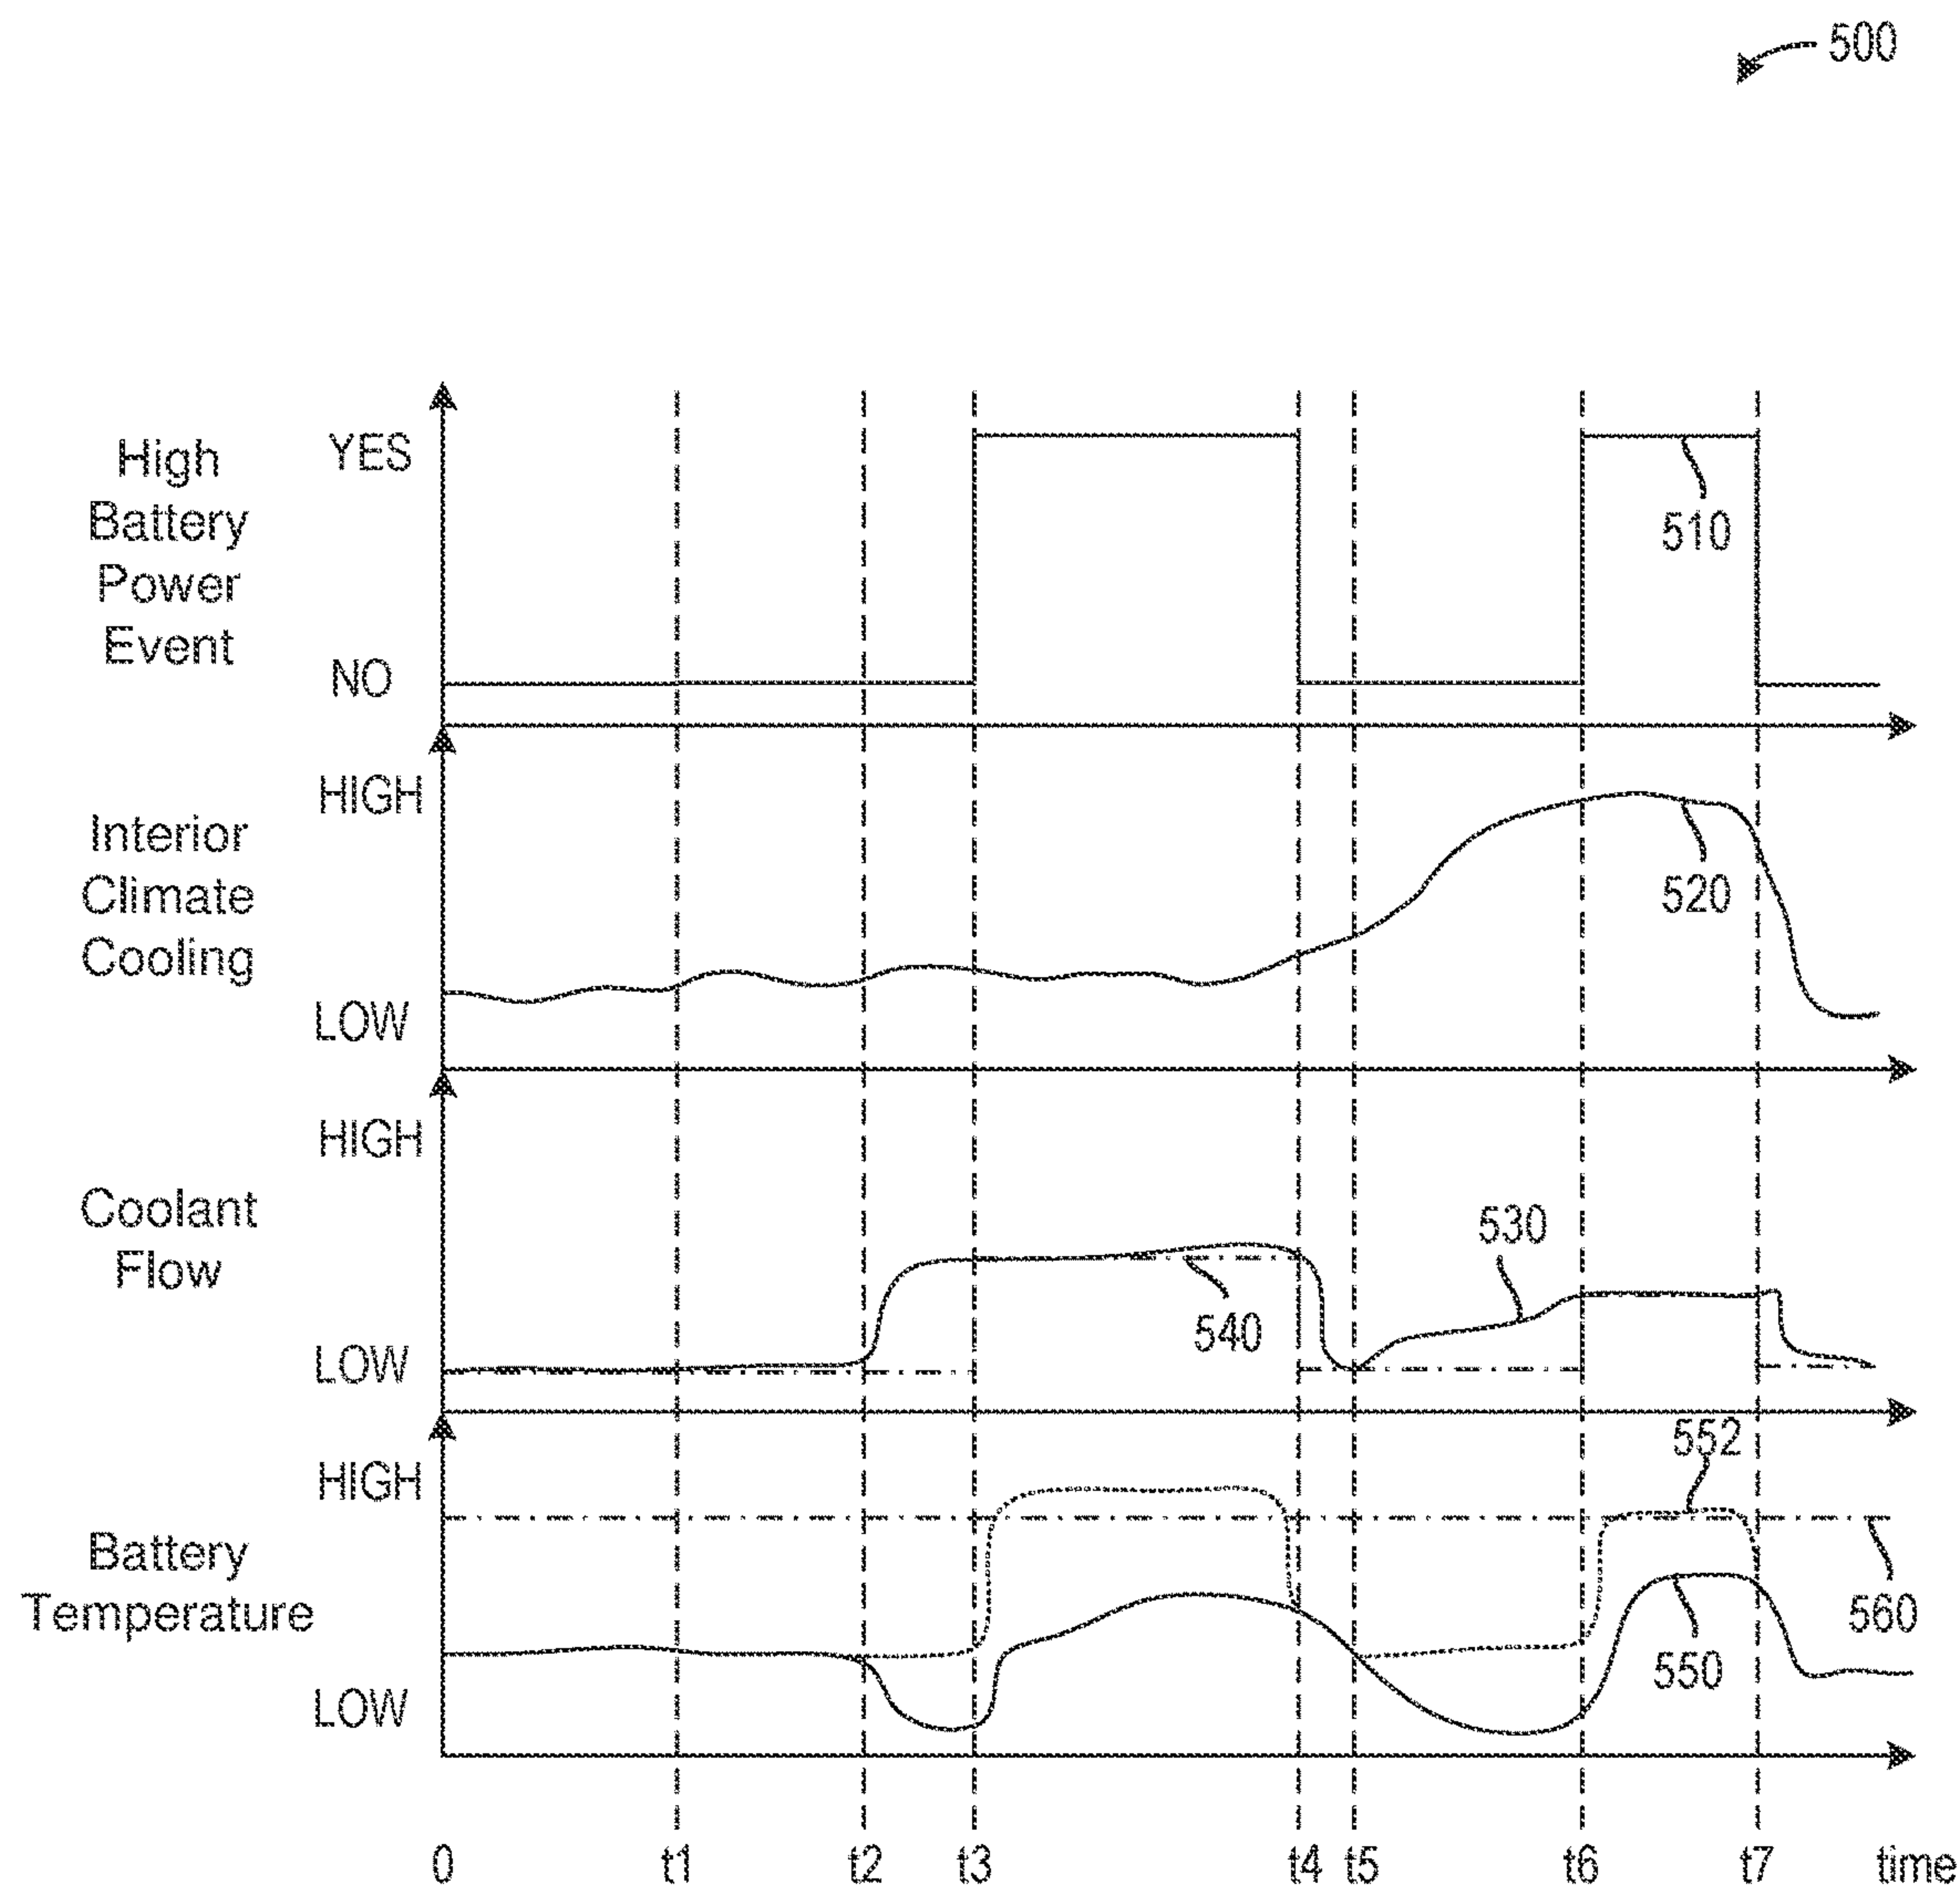 500
High
Battery
Power
Event
YES
NO
510
Interior
Climate
Cooling
HIGH
LOW
520
Coolant
Flow
HIGH
LOW
530
540
Battery
Temperature
HIGH
LOW
552
560
550
0 t1 t2 t3 t4 t5 t6 t7 time